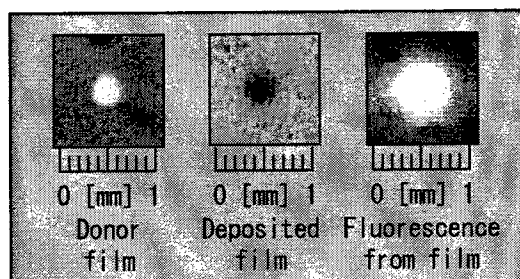 0 [mm] 1 0 [mm] 1 0 [mm] 1
Donor film
Deposited film
Fluorescence from film